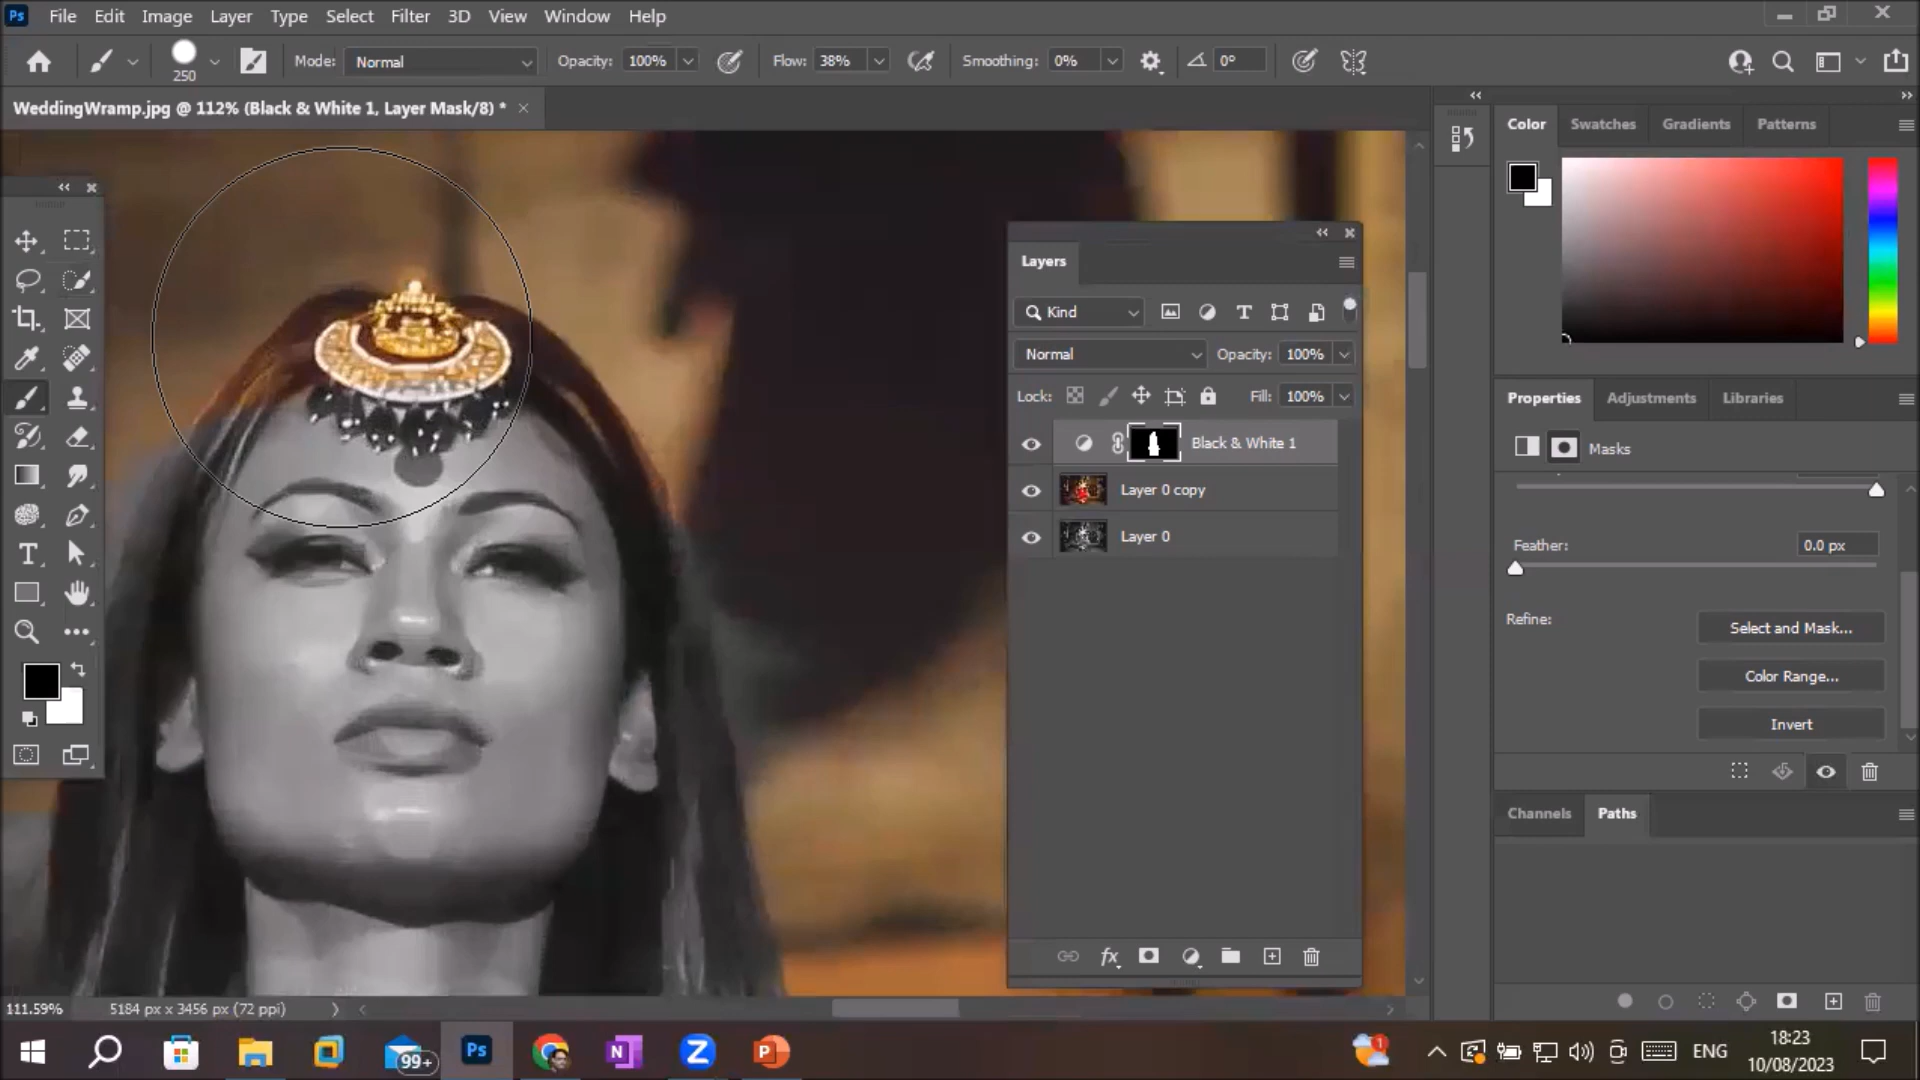 Ps File Edit Image Layer Type Select Filter 3D View Window Help
250 Mode: Normal Opacity: 100% Flow: 38% Smoothing: 0% 0°
WeddingWramp.jpg @ 112% (Black & White 1, Layer Mask/8) * ×
Color Swatches Gradients Patterns
Layers
Kind
Normal Opacity: 100%
Lock: Fill: 100%
Black & White 1
Layer 0 copy
Layer 0
fx
Properties Adjustments Libraries
Masks
Feather: 0.0 px
Refine: Select and Mask...
Color Range...
Invert
Channels Paths
111.59% 5184 px x 3456 px (72 ppi)
99+ Ps N Z P 1 ENG 18:23
10/08/2023